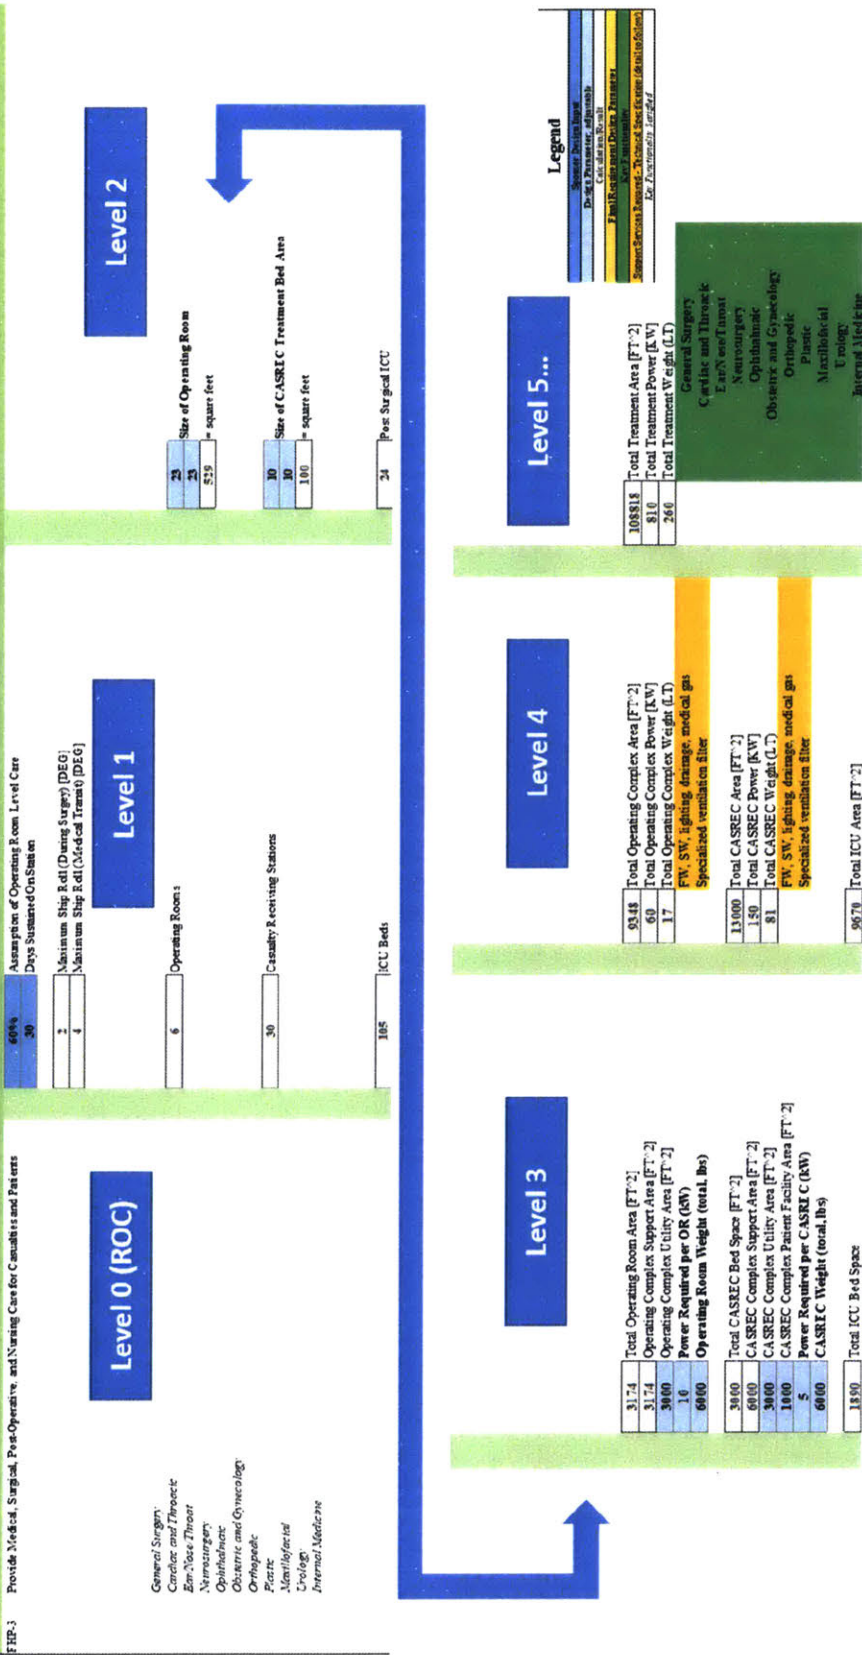 FHP-3 Provide Medical, Surgical, Post-Operative, and Nursing Care for Casualties and Patients
Level 0 (ROC)
General Surgery
Cardiac and Throacic
Ear/Nose/Throat
Neurosurgery
Ophthalmaic
Obstetric and Gynecology
Orthopedic
Plastic
Maxillofacial
Urology
Internal Medicine
60% Assumption of Operating Room Level Care
30 Days Sustained On Station
2 Maximum Ship Roll (During Surgery) [DEG]
4 Maximum Ship Roll (Medical Transit) [DEG]
Level 1
6 Operating Rooms
30 Casualty Receiving Stations
105 ICU Beds
Level 2
23 Size of Operating Room
23
529 = square feet
10 Size of CASREC Treatment Bed Area
10
100 = square feet
24 Post Surgical ICU
Level 3
3174 Total Operating Room Area [FT^2]
3174 Operating Complex Support Area [FT^2]
3000 Operating Complex Utility Area [FT^2]
10 Power Required per OR (kW)
6000 Operating Room Weight (total, lbs)
3000 Total CASREC Bed Space [FT^2]
6000 CASREC Complex Support Area [FT^2]
3000 CASREC Complex Utility Area [FT^2]
1000 CASREC Complex Patient Facility Area [FT^2]
5 Power Required per CASREC (kW)
6000 CASREC Weight (total, lbs)
1890 Total ICU Bed Space
Level 4
9348 Total Operating Complex Area [FT^2]
60 Total Operating Complex Power [KW]
17 Total Operating Complex Weight (LT)
FW, SW, lighting, drainage, medical gas
Specialized ventilation filter
13000 Total CASREC Area [FT^2]
150 Total CASREC Power [KW]
81 Total CASREC Weight (LT)
FW, SW, lighting, drainage, medical gas
Specialized ventilation filter
9670 Total ICU Area [FT^2]
Level 5...
108818 Total Treatment Area [FT^2]
810 Total Treatment Power [KW]
260 Total Treatment Weight (LT)
General Surgery
Cardiac and Throacic
Ear/Nose/Throat
Neurosurgery
Ophthalmaic
Obstetric and Gynecology
Orthopedic
Plastic
Maxillofacial
Urology
Internal Medicine
Legend
Sponsor Design Input
Design Parameter, adjustable
Calculation/Result
Final Requirement Design Parameter
Key Functionality
Support Services Required - Technical Specification (detail to follow)
Key Functionality Satisfied